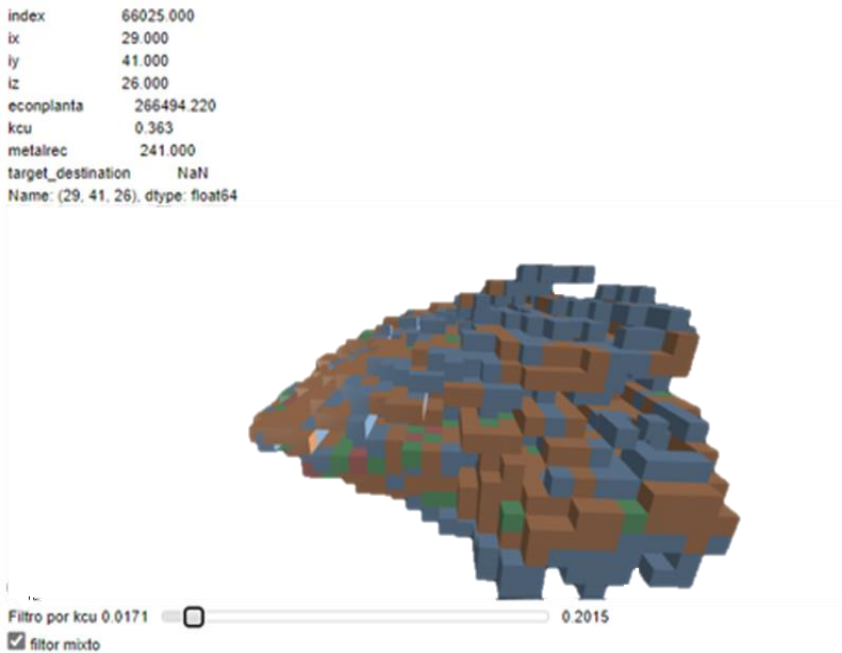 index 66025.000
ix 29.000
iy 41.000
iz 26.000
econplanta 266494.220
kcu 0.363
metalrec 241.000
target_destination NaN
Name: (29, 41, 26), dtype: float64
Filtro por kcu 0.0171 0.2015
filtor mixto